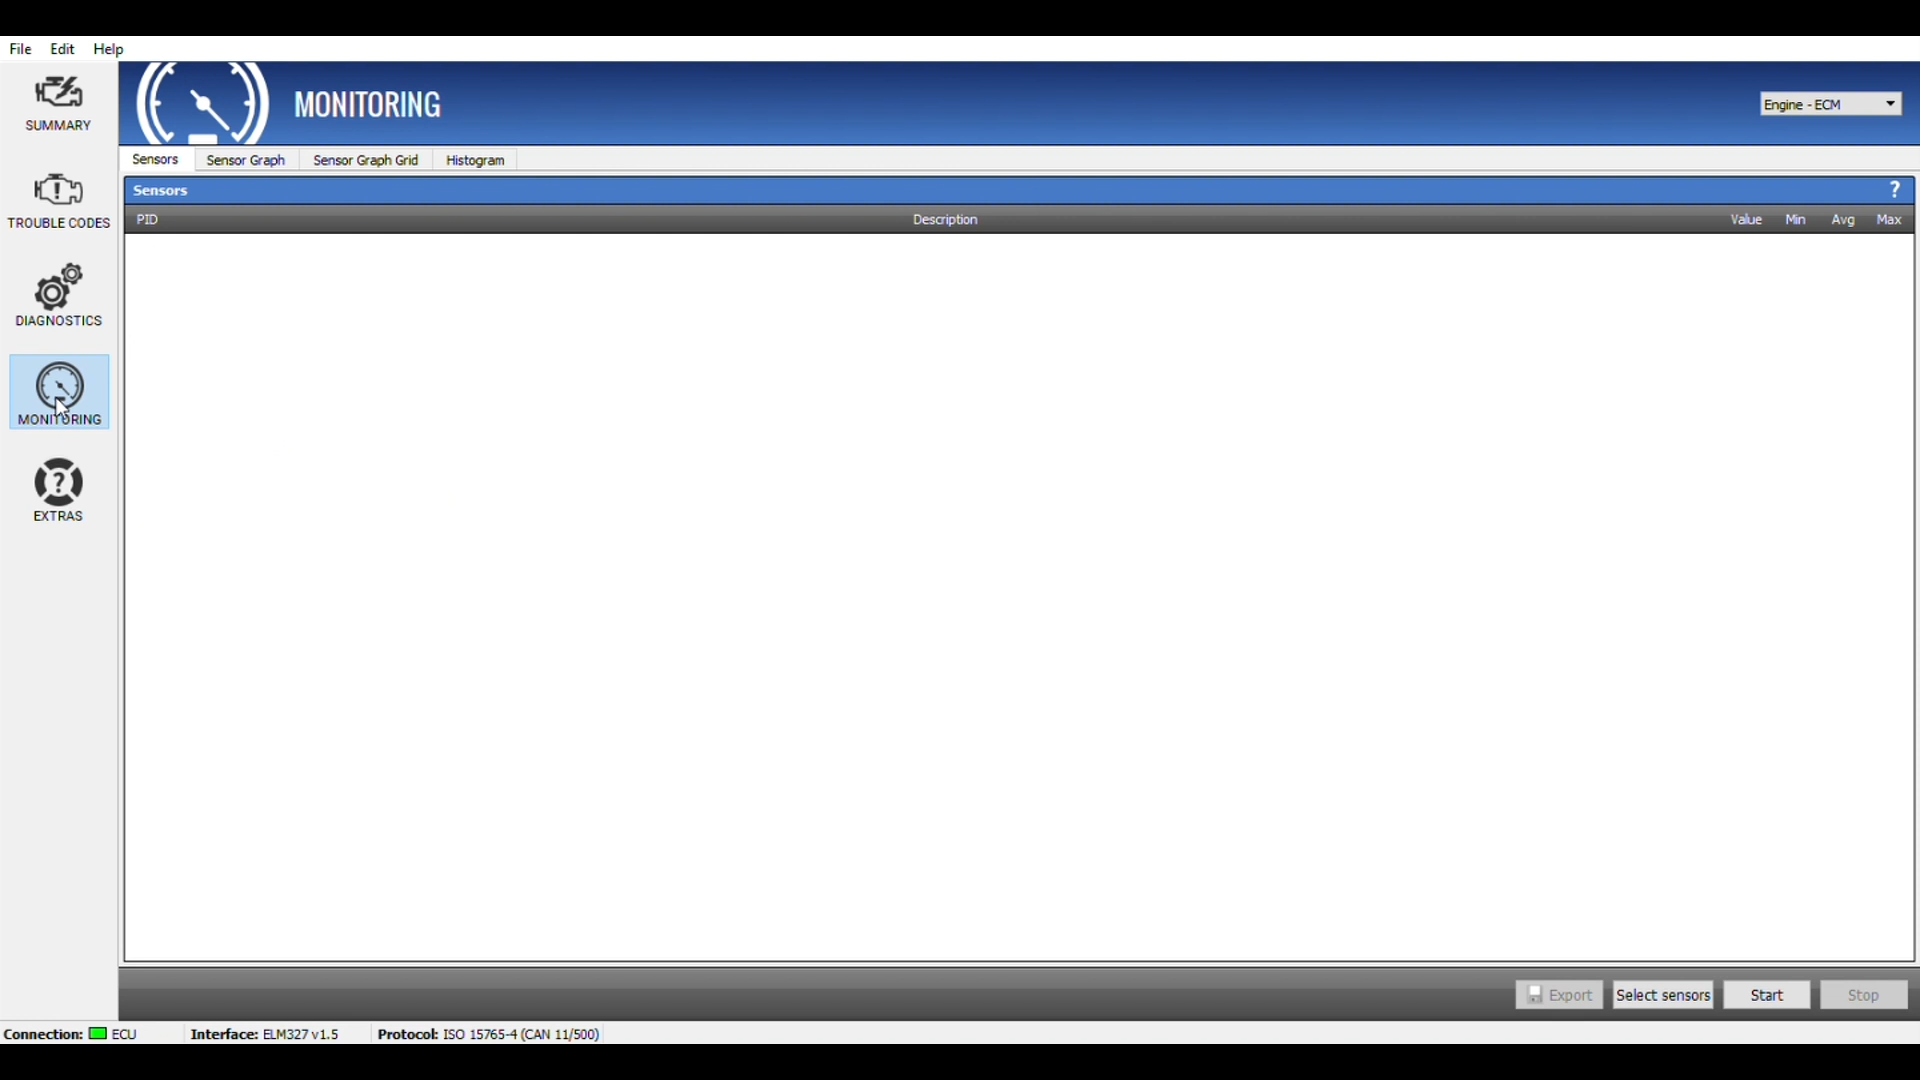 File Edit Help
SUMMARY
TROUBLE CODES
DIAGNOSTICS
MONITORING
EXTRAS
MONITORING
Engine - ECM
Sensors Sensor Graph Sensor Graph Grid Histogram
Sensors ?
PID Description Value Min Avg Max
Export Select sensors Start Stop
Connection: ECU Interface: ELM327 v1.5 Protocol: ISO 15765-4 (CAN 11/500)